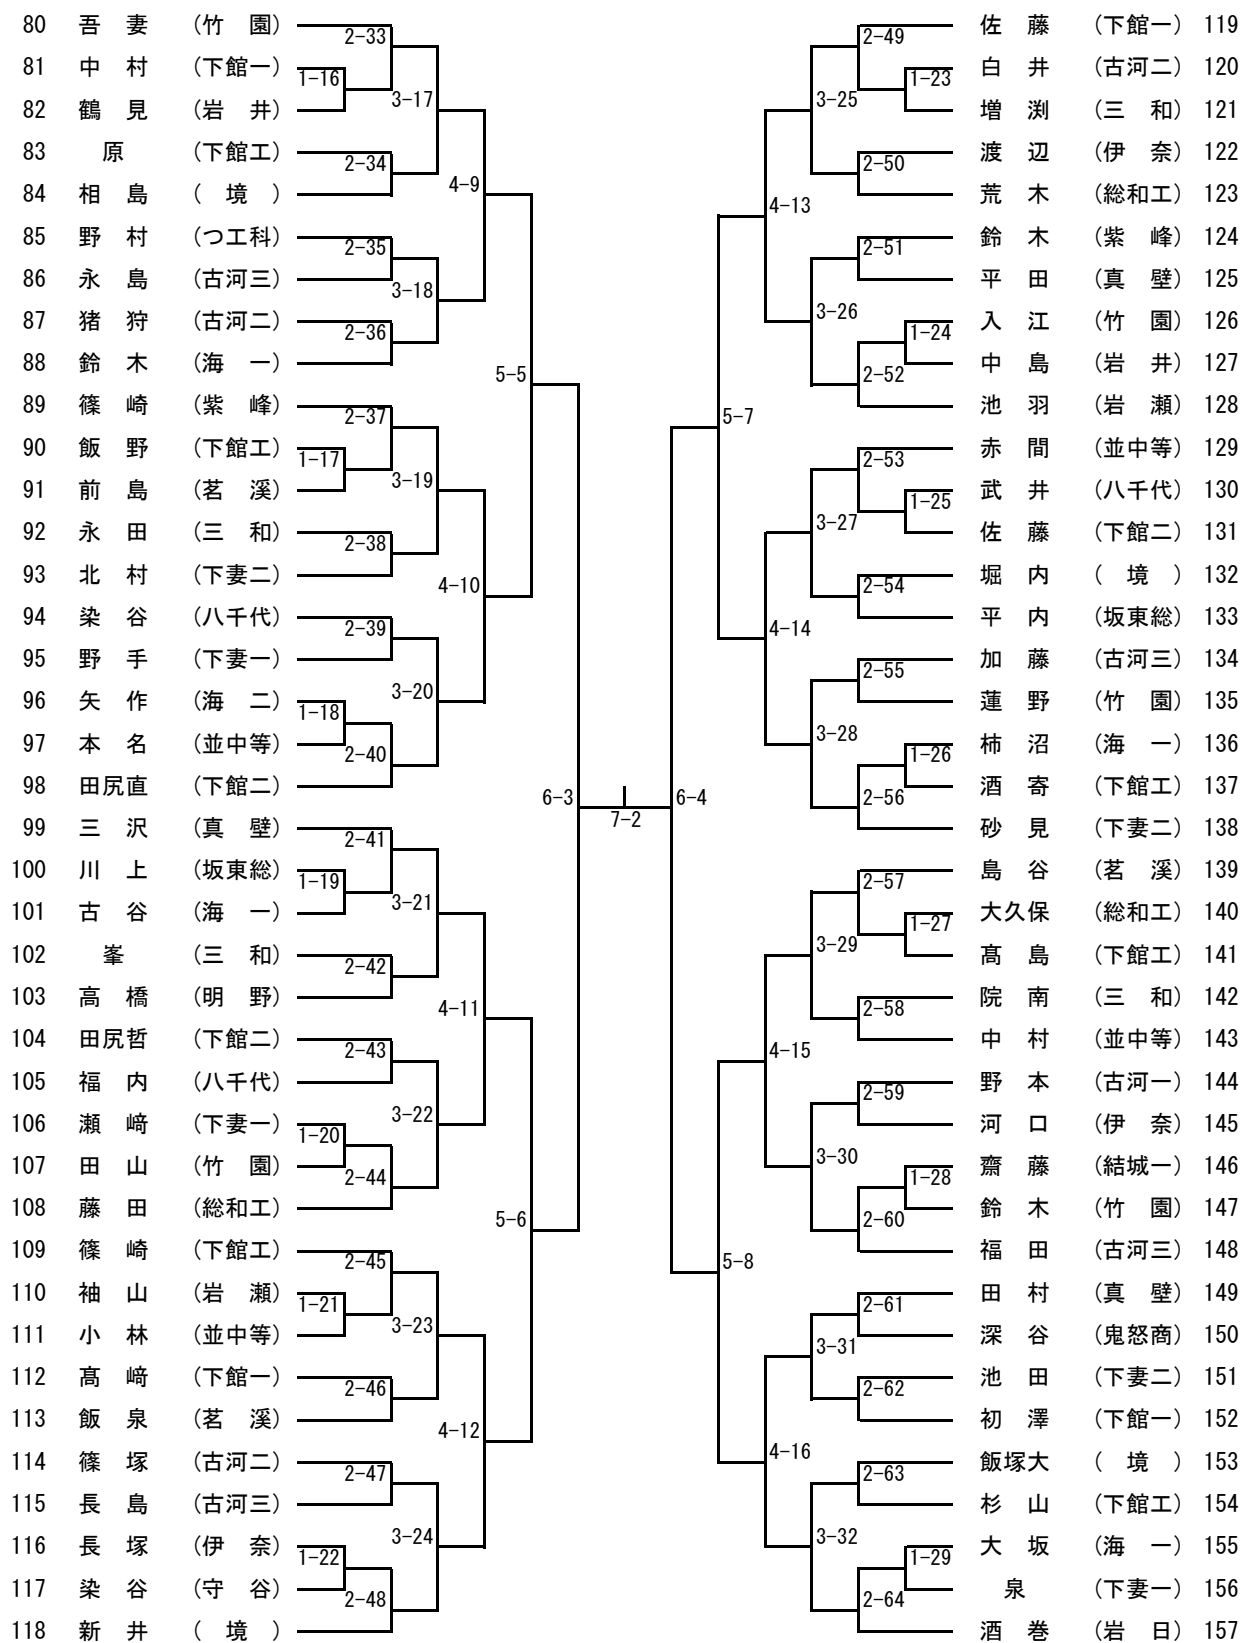 80 吾 妻 （竹 園） 2-33 2-49 佐 藤 （下館一） 119
81 中 村 （下館一） 1-16 1-23 白 井 （古河二） 120
82 鶴 見 （岩 井） 3-17 3-25 増 渕 （三 和） 121
83 原 （下館工） 2-34 2-50 渡 辺 （伊 奈） 122
84 相 島 （ 境 ） 4-9 4-13 荒 木 （総和工） 123
85 野 村 （つ工科） 2-35 2-51 鈴 木 （紫 峰） 124
86 永 島 （古河三） 3-18 平 田 （真 壁） 125
87 猪 狩 （古河二） 2-36 3-26 1-24 入 江 （竹 園） 126
88 鈴 木 （海 一） 5-5 2-52 中 島 （岩 井） 127
89 篠 崎 （紫 峰） 2-37 5-7 池 羽 （岩 瀬） 128
90 飯 野 （下館工） 1-17 2-53 赤 間 （並中等） 129
91 前 島 （茗 溪） 3-19 1-25 武 井 （八千代） 130
92 永 田 （三 和） 2-38 3-27 佐 藤 （下館二） 131
93 北 村 （下妻二） 4-10 2-54 堀 内 （ 境 ） 132
94 染 谷 （八千代） 2-39 4-14 平 内 （坂東総） 133
95 野 手 （下妻一） 2-55 加 藤 （古河三） 134
96 矢 作 （海 二） 1-18 3-20 蓮 野 （竹 園） 135
97 本 名 （並中等） 2-40 3-28 1-26 柿 沼 （海 一） 136
98 田尻直 （下館二） 6-3 6-4 2-56 酒 寄 （下館工） 137
99 三 沢 （真 壁） 2-41 7-2 砂 見 （下妻二） 138
100 川 上 （坂東総） 1-19 2-57 島 谷 （茗 溪） 139
101 古 谷 （海 一） 3-21 1-27 大久保 （総和工） 140
102 峯 （三 和） 2-42 3-29 髙 島 （下館工） 141
103 高 橋 （明 野） 4-11 2-58 院 南 （三 和） 142
104 田尻哲 （下館二） 2-43 4-15 中 村 （並中等） 143
105 福 内 （八千代） 2-59 野 本 （古河一） 144
106 瀬 﨑 （下妻一） 1-20 3-22 河 口 （伊 奈） 145
107 田 山 （竹 園） 2-44 3-30 1-28 齋 藤 （結城一） 146
108 藤 田 （総和工） 5-6 2-60 鈴 木 （竹 園） 147
109 篠 崎 （下館工） 2-45 5-8 福 田 （古河三） 148
110 袖 山 （岩 瀬） 1-21 2-61 田 村 （真 壁） 149
111 小 林 （並中等） 3-23 3-31 深 谷 （鬼怒商） 150
112 髙 﨑 （下館一） 2-46 2-62 池 田 （下妻二） 151
113 飯 泉 （茗 溪） 4-12 4-16 初 澤 （下館一） 152
114 篠 塚 （古河二） 2-47 2-63 飯塚大 （ 境 ） 153
115 長 島 （古河三） 3-24 3-32 杉 山 （下館工） 154
116 長 塚 （伊 奈） 1-22 1-29 大 坂 （海 一） 155
117 染 谷 （守 谷） 2-48 2-64 泉 （下妻一） 156
118 新 井 （ 境 ） 酒 巻 （岩 日） 157